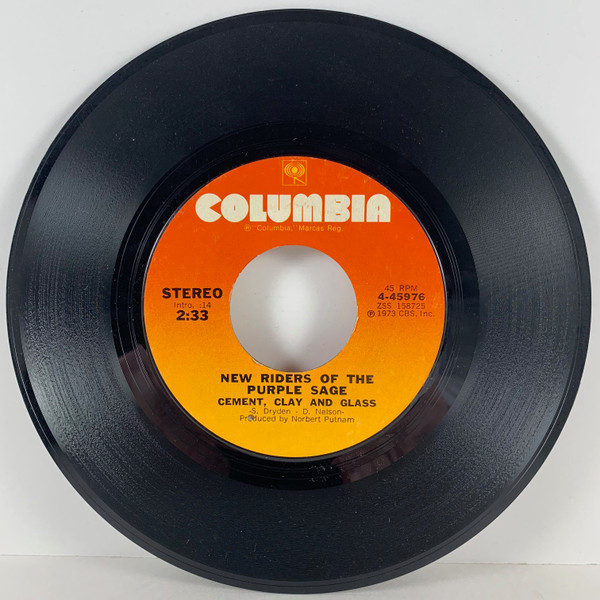 COLUMBIA
® "Columbia," Marcas Reg.
STEREO
Intro. :14
2:33
45 RPM
4-45976
ZSS 158725
℗ 1973 CBS, Inc.
NEW RIDERS OF THE
PURPLE SAGE
CEMENT, CLAY AND GLASS
-S. Dryden - D. Nelson-
Produced by Norbert Putnam